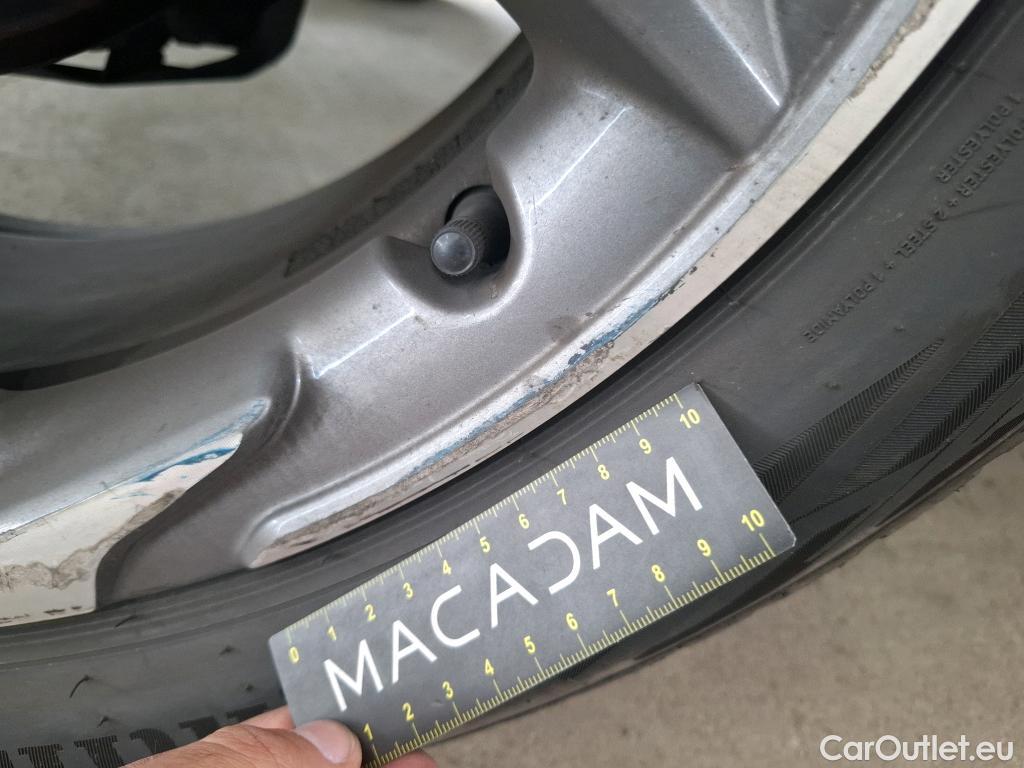 1 POLYESTER
POLYESTER + 2 STEEL + 1 POLYAMIDE
0 1 2 3 4 5 6 7 8 9 10
MACADAM
1 2 3 4 5 6 7 8 9 10
CarOutlet.eu